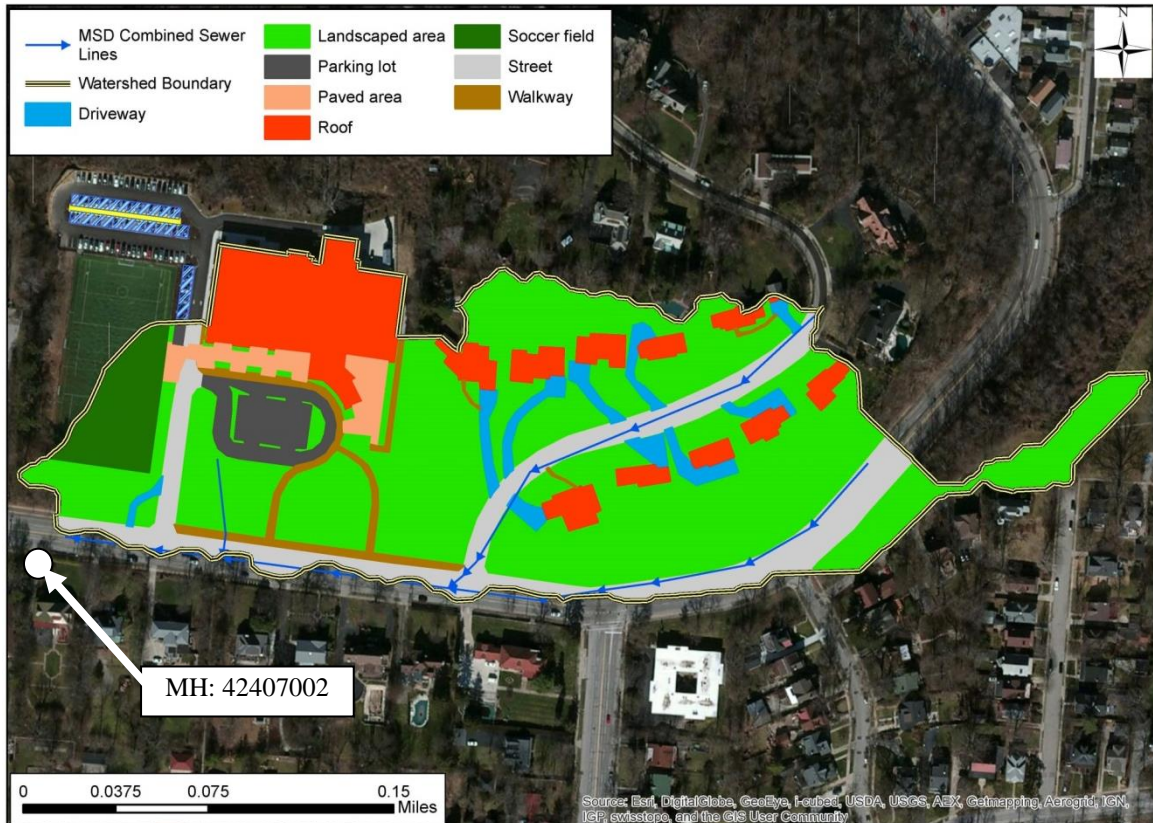 MSD Combined Sewer
Lines
Watershed Boundary
Driveway
Landscaped area
Parking lot
Paved area
Roof
Soccer field
Street
Walkway
N
MH: 42407002
0 0.0375 0.075 0.15
Miles
Source: Esri, DigitalGlobe, GeoEye, i-cubed, USDA, USGS, AEX, Getmapping, Aerogrid, IGN,
IGP, swisstopo, and the GIS User Community